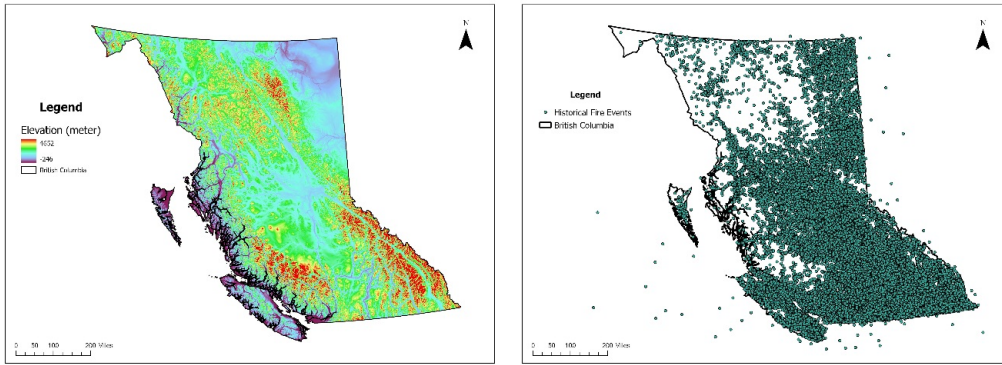 N
Legend
Elevation (meter)
4652
-246
British Columbia
0 50 100 200 Miles
N
Legend
Historical Fire Events
British Columbia
0 50 100 200 Miles